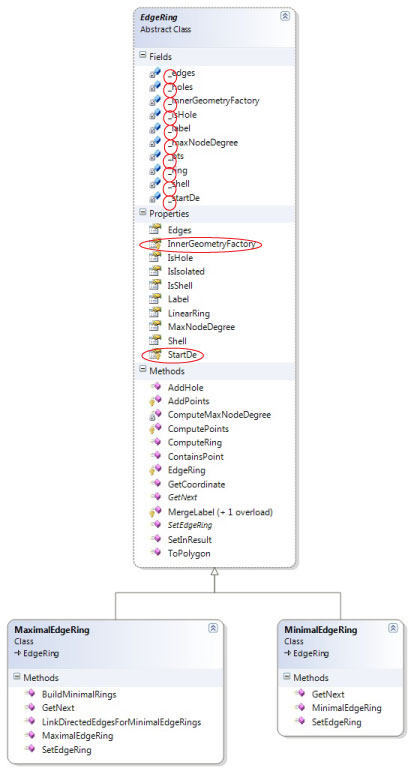 EdgeRing
Abstract Class
Fields
_edges
_holes
_innerGeometryFactory
_isHole
_label
_maxNodeDegree
_pts
_ring
_shell
_startDe
Properties
Edges
InnerGeometryFactory
IsHole
IsIsolated
IsShell
Label
LinearRing
MaxNodeDegree
Shell
StartDe
Methods
AddHole
AddPoints
ComputeMaxNodeDegree
ComputePoints
ComputeRing
ContainsPoint
EdgeRing
GetCoordinate
GetNext
MergeLabel (+ 1 overload)
SetEdgeRing
SetInResult
ToPolygon
MaximalEdgeRing
Class
EdgeRing
Methods
BuildMinimalRings
GetNext
LinkDirectedEdgesForMinimalEdgeRings
MaximalEdgeRing
SetEdgeRing
MinimalEdgeRing
Class
EdgeRing
Methods
GetNext
MinimalEdgeRing
SetEdgeRing